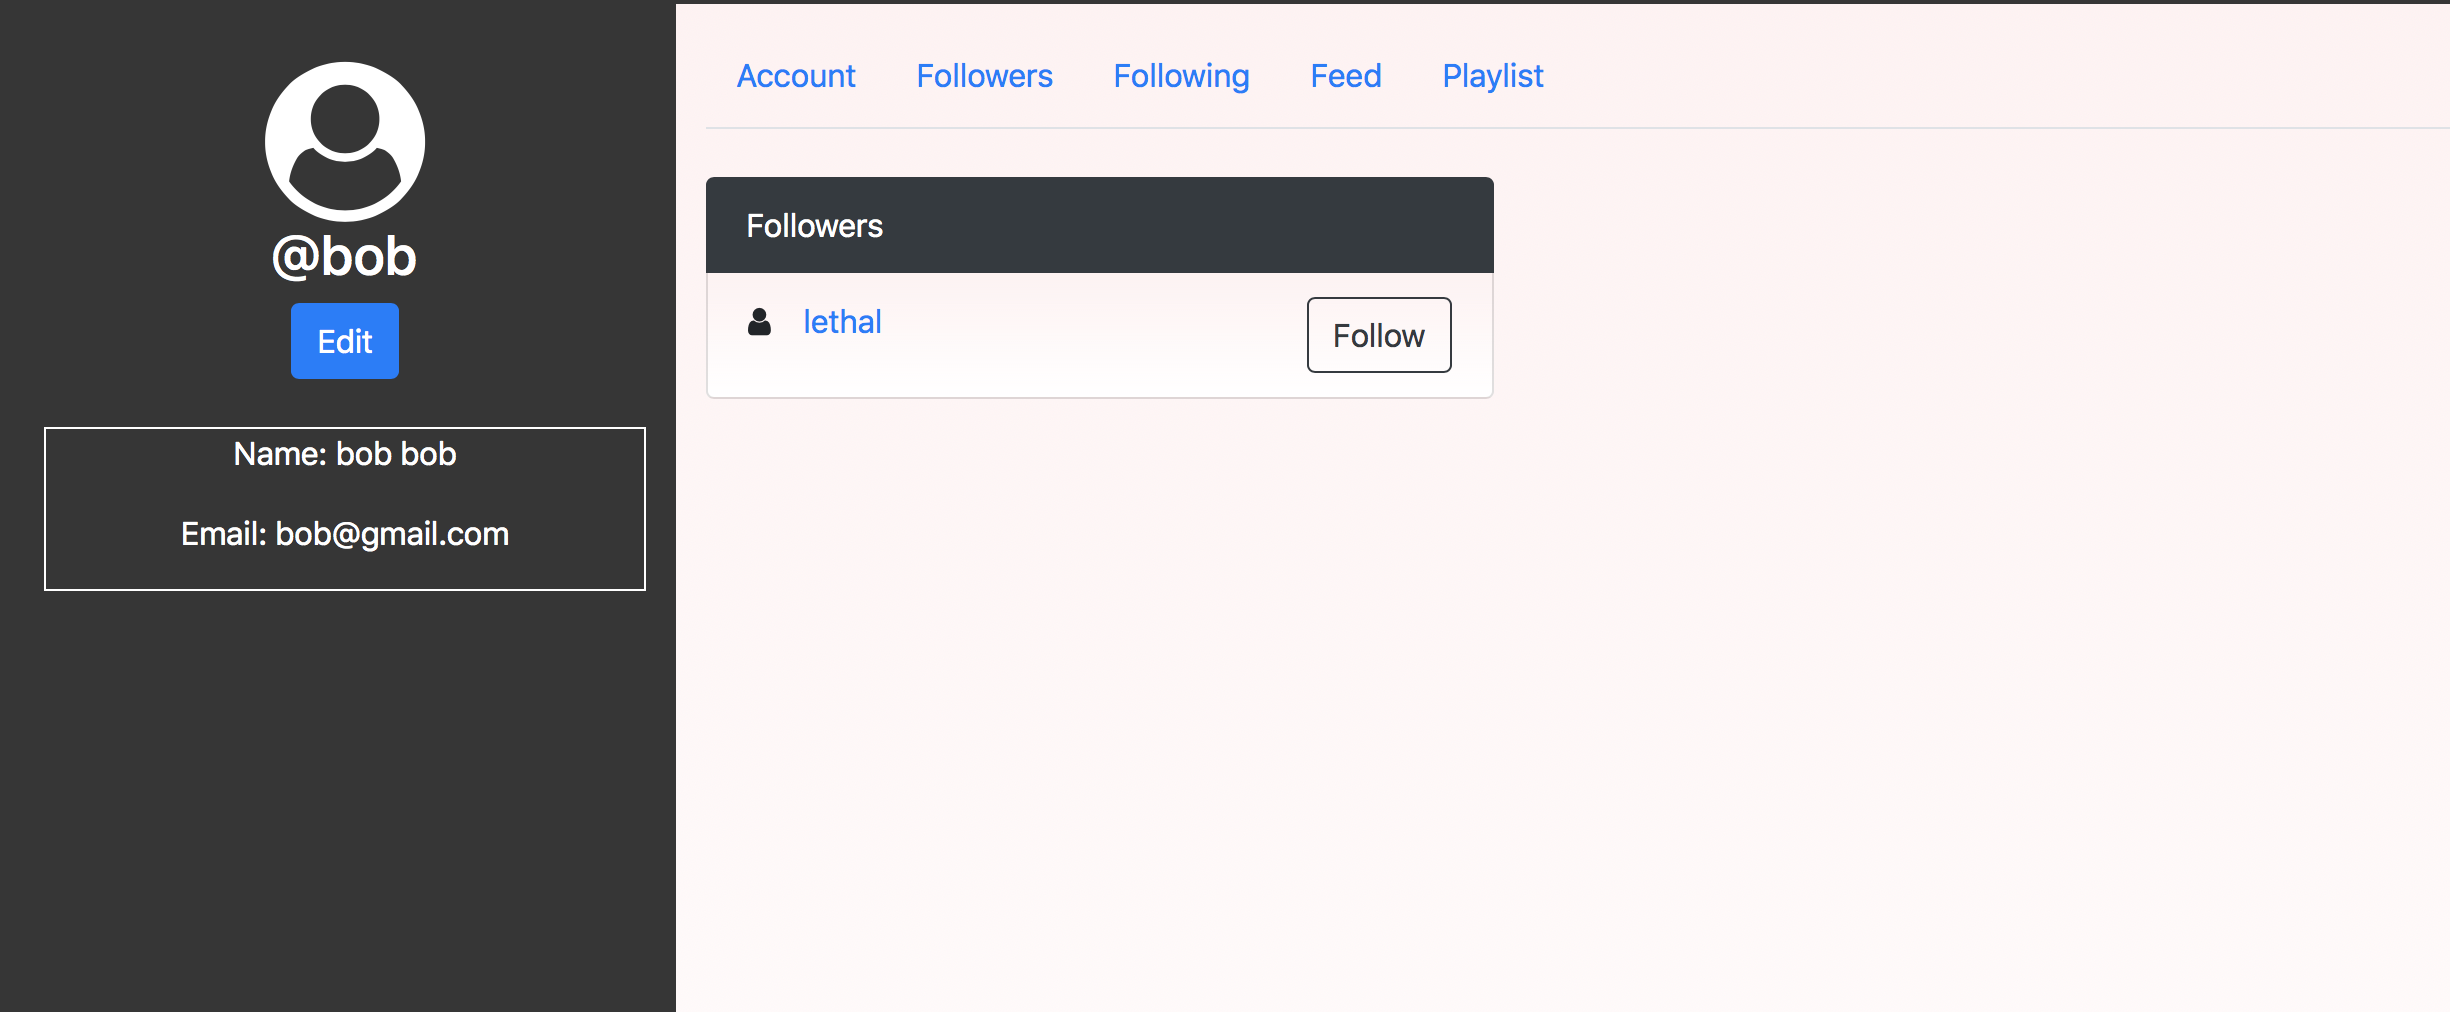 @bob
Edit
Name: bob bob
Email: bob@gmail.com
Account Followers Following Feed Playlist
Followers
lethal Follow